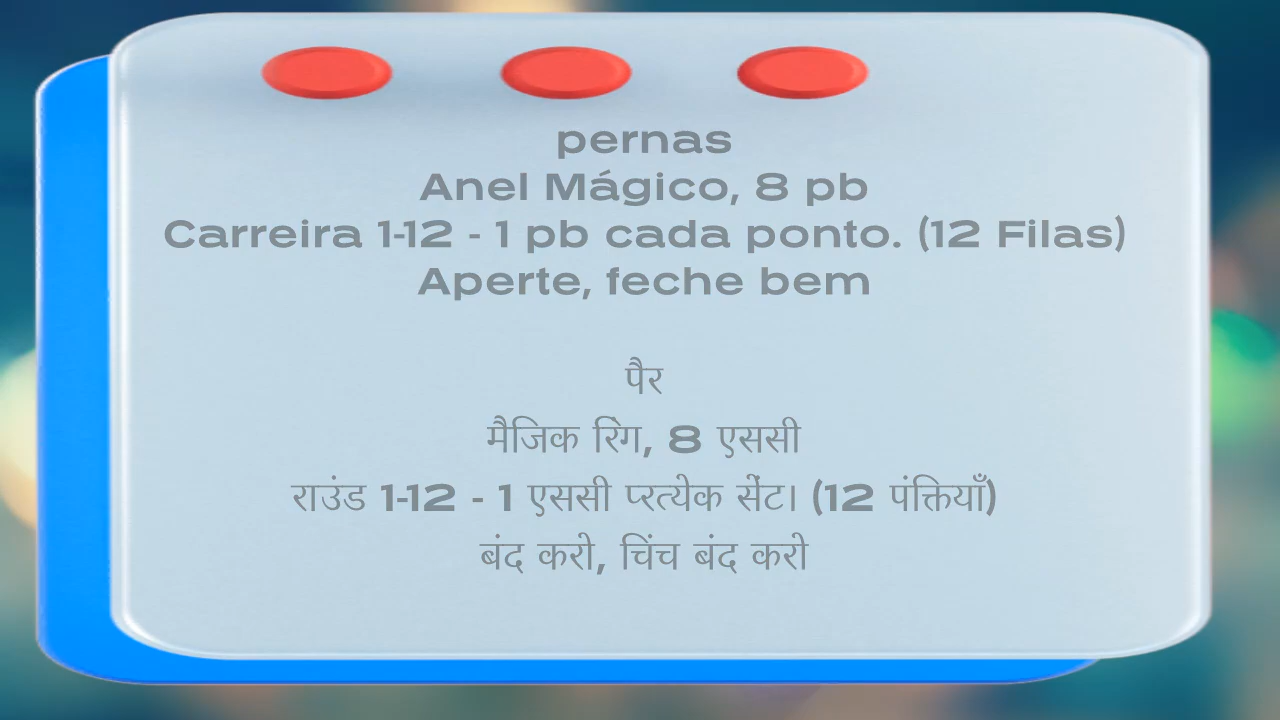 pernas
Anel Mágico, 8 pb
Carreira 1-12 - 1 pb cada ponto. (12 Filas)
Aperte, feche bem
पैर
मैजिक रिंग, 8 एससी
राउंड 1-12 - 1 एससी प्रत्येक सेंट। (12 पंक्तियाँ)
बंद करो, चिंच बंद करो